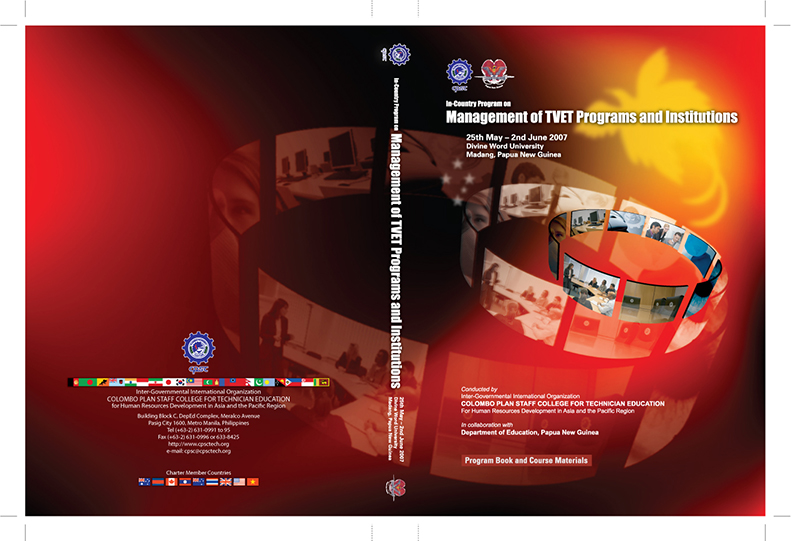 cpsc
Inter-Governmental International Organization
COLOMBO PLAN STAFF COLLEGE FOR TECHNICIAN EDUCATION
for Human Resources Development in Asia and the Pacific Region
Building Block C, DepEd Complex, Meralco Avenue
Pasig City 1600, Metro Manila, Philippines
Tel (+63-2) 631-0991 to 95
Fax (+63-2) 631-0996 or 633-8425
http://www.cpsctech.org
e-mail: cpsc@cpsctech.org
Charter Member Countries
cpsc
In-Country Program on
Management of TVET Programs and Institutions
25th May – 2nd June 2007
Divine Word University
Madang, Papua New Guinea
cpsc
In-Country Program on
Management of TVET Programs and Institutions
25th May – 2nd June 2007
Divine Word University
Madang, Papua New Guinea
Conducted by
Inter-Governmental International Organization
COLOMBO PLAN STAFF COLLEGE FOR TECHNICIAN EDUCATION
For Human Resources Development in Asia and the Pacific Region
In collaboration with
Department of Education, Papua New Guinea
Program Book and Course Materials